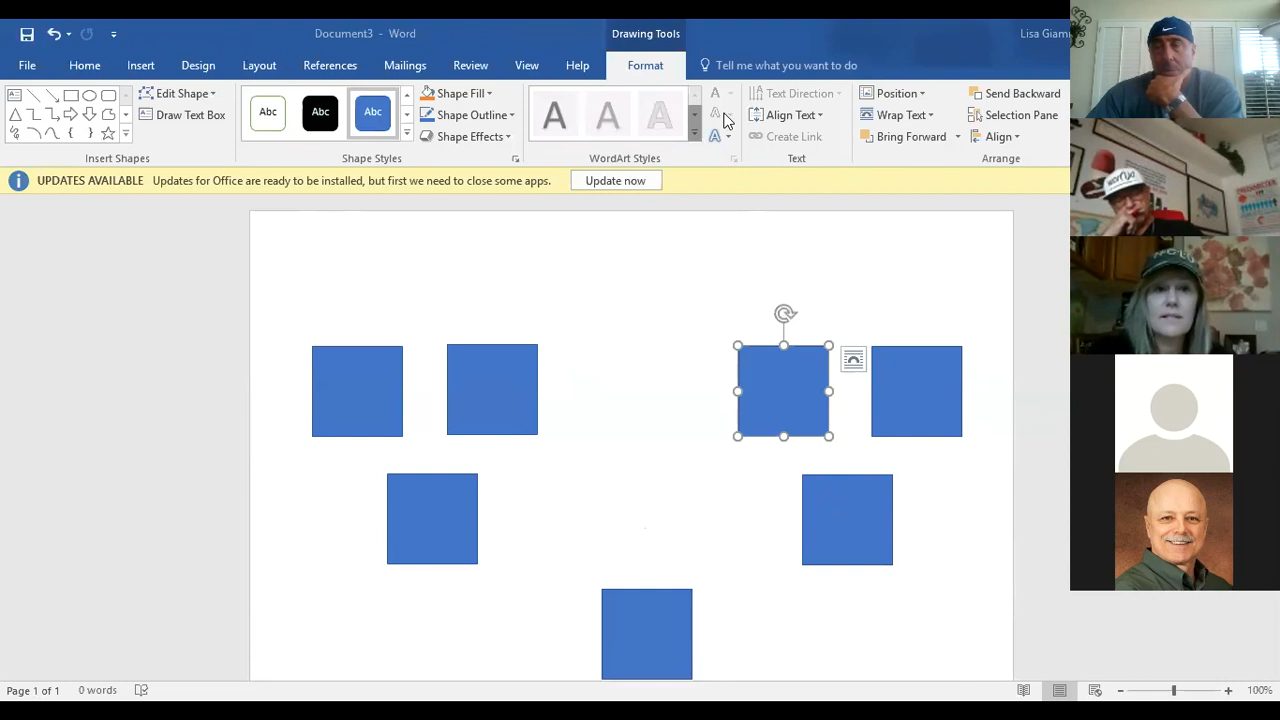 Document3 - Word
Drawing Tools
Lisa Giam
File
Home
Insert
Design
Layout
References
Mailings
Review
View
Help
Format
Tell me what you want to do
Edit Shape
Draw Text Box
Insert Shapes
Abc
Abc
Abc
Shape Fill
Shape Outline
Shape Effects
Shape Styles
A
A
A
WordArt Styles
A
A
A
Text Direction
Align Text
Create Link
Text
Position
Wrap Text
Bring Forward
Send Backward
Selection Pane
Align
Arrange
UPDATES AVAILABLE Updates for Office are ready to be installed, but first we need to close some apps.
Update now
Page 1 of 1
0 words
100%